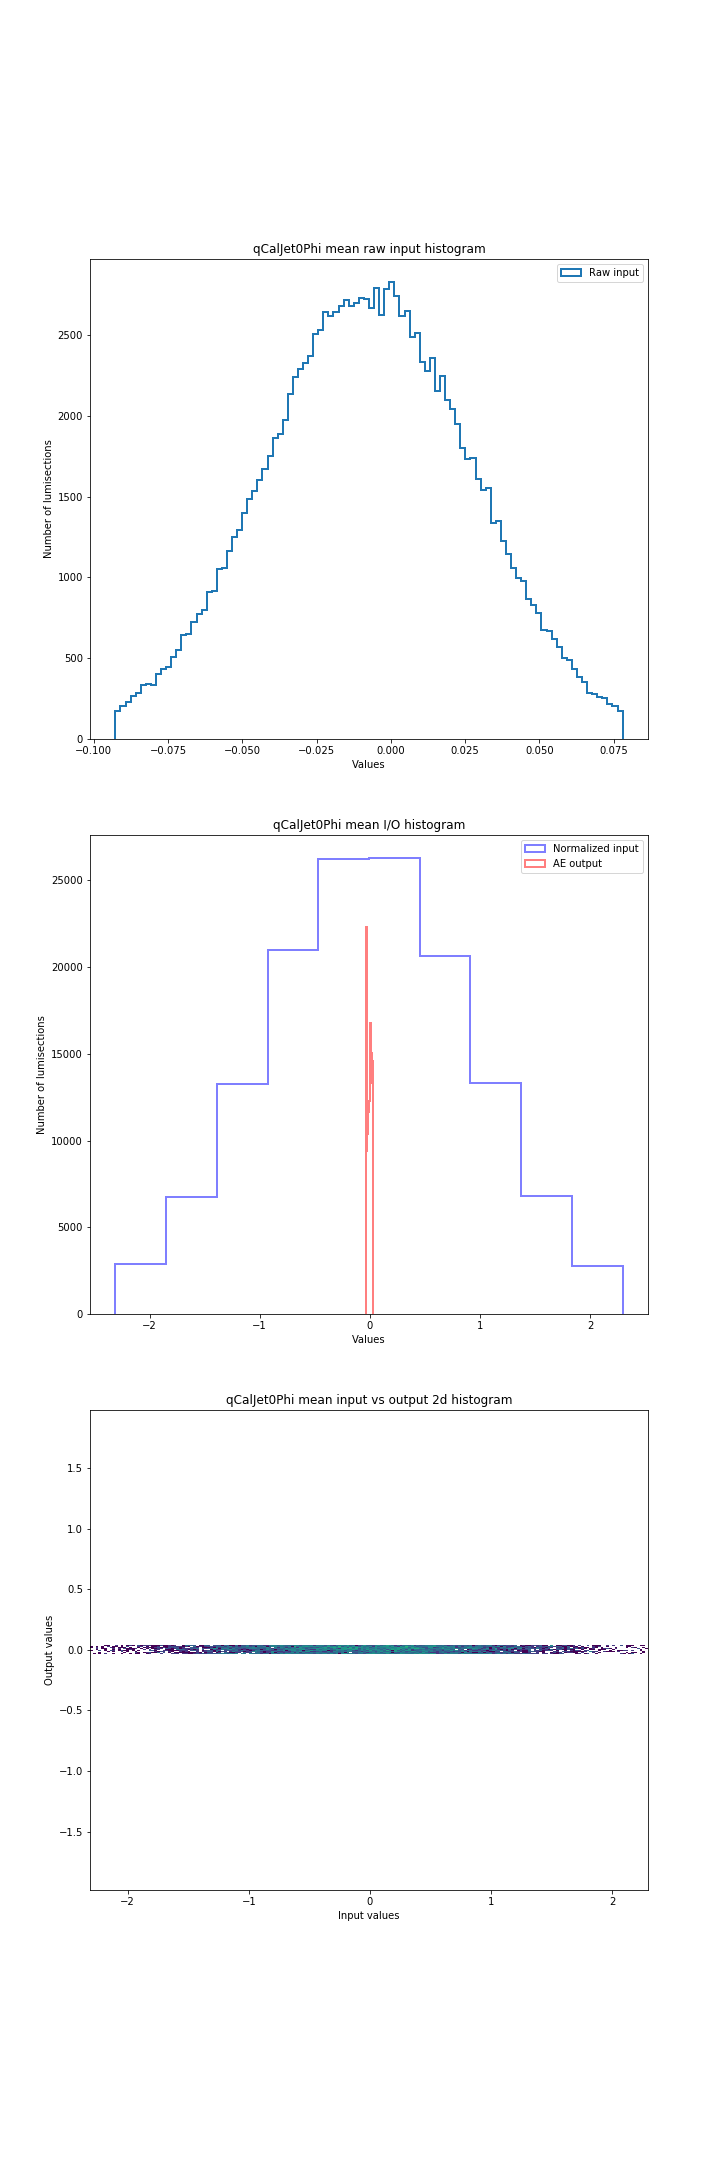 qCalJet0Phi mean raw input histogram
Raw input
2500
2000
1500
1000
500
0
Number of lumisections
−0.100 −0.075 −0.050 −0.025 0.000 0.025 0.050 0.075
Values
qCalJet0Phi mean I/O histogram
Normalized input
AE output
25000
20000
15000
10000
5000
0
Number of lumisections
−2 −1 0 1 2
Values
qCalJet0Phi mean input vs output 2d histogram
1.5
1.0
0.5
0.0
−0.5
−1.0
−1.5
Output values
−2 −1 0 1 2
Input values